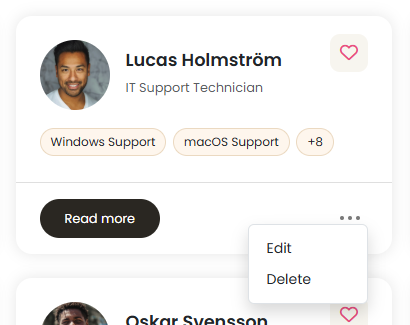 Lucas Holmström
IT Support Technician
Windows Support
macOS Support
+8
Read more
Edit
Delete
Oskar Svensson